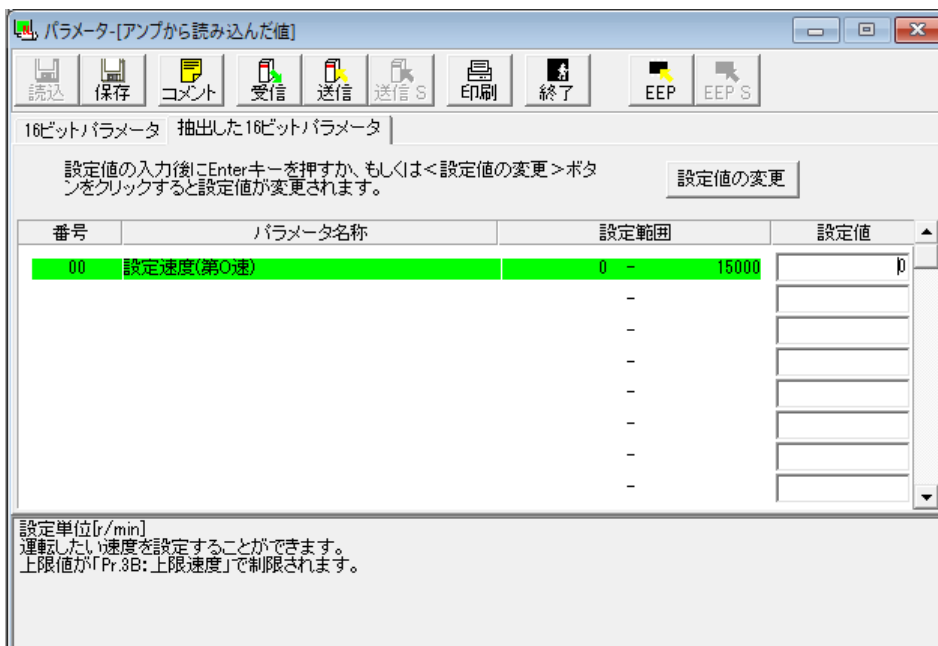 パラメータ-[アンプから読み込んだ値]
読込 保存 コメント 受信 送信 送信 S 印刷 終了 EEP EEP S
16ビットパラメータ 抽出した16ビットパラメータ
設定値の入力後にEnterキーを押すか、もしくは<設定値の変更>ボタ
ンをクリックすると設定値が変更されます。
設定値の変更
番号 パラメータ名称 設定範囲 設定値
00 設定速度(第0速) 0 - 15000 0
-
-
-
-
-
-
-
設定単位[r/min]
運転したい速度を設定することができます。
上限値が「Pr.3B:上限速度」で制限されます。